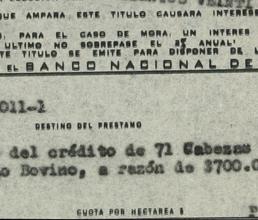 QUE AMPARA, ESTE TITULO CAUSARA INTERESE
PARA EL CASO DE MORA, UN INTERES
ULTIMO NO SOBREPASE EL ANUAL.
TE TITULO SE EMITE PARA DISPONER DE L
EL BANCO NACIONAL DE
011-1
DESTINO DEL PRESTAMO
del crédito de 71 Cabezas
o Bovino, a razón de $700.0
CUOTA POR HECTAREA $